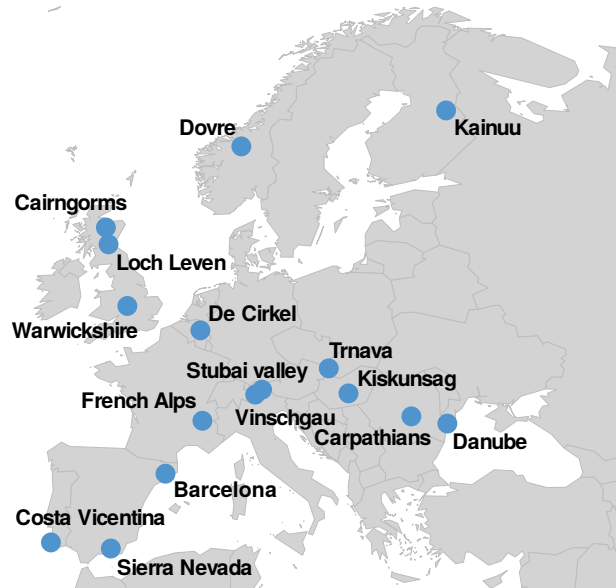 Kainuu
Dovre
Cairngorms
Loch Leven
Warwickshire
De Cirkel
Trnava
Stubai valley
Kiskunsag
French Alps
Vinschgau
Carpathians
Danube
Barcelona
Costa Vicentina
Sierra Nevada